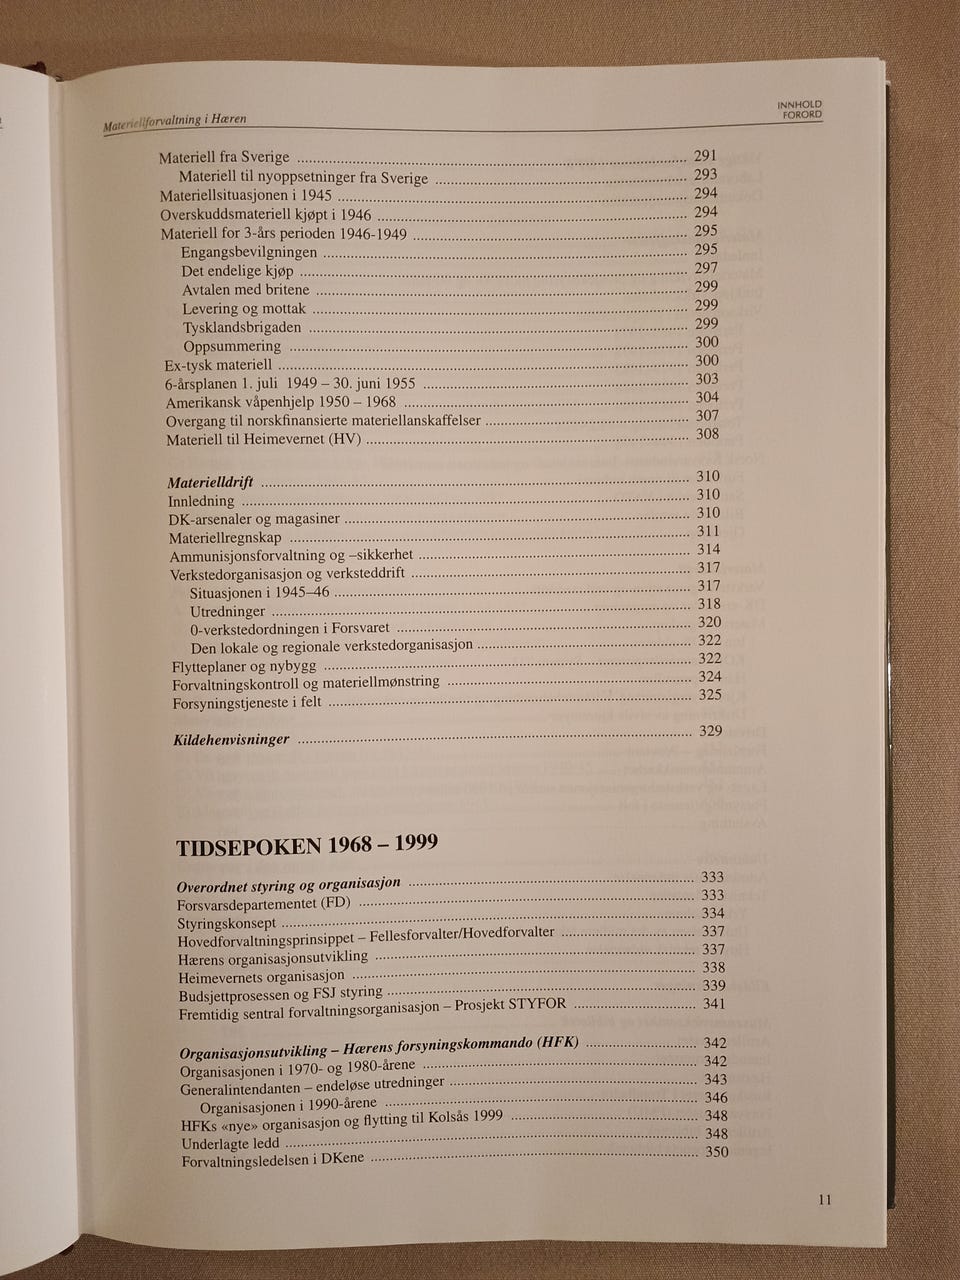 Materiellforvaltning i Hæren
INNHOLD
FORORD
Materiell fra Sverige ........ 291
Materiell til nyoppsetninger fra Sverige ........ 293
Materiellsituasjonen i 1945 ........ 294
Overskuddsmateriell kjøpt i 1946 ........ 294
Materiell for 3-års perioden 1946-1949 ........ 295
Engangsbevilgningen ........ 295
Det endelige kjøp ........ 297
Avtalen med britene ........ 299
Levering og mottak ........ 299
Tysklandsbrigaden ........ 299
Oppsummering ........ 300
Ex-tysk materiell ........ 300
6-årsplanen 1. juli 1949 – 30. juni 1955 ........ 303
Amerikansk våpenhjelp 1950 – 1968 ........ 304
Overgang til norskfinansierte materiellanskaffelser ........ 307
Materiell til Heimevernet (HV) ........ 308
Materielldrift ........ 310
Innledning ........ 310
DK-arsenaler og magasiner ........ 310
Materiellregnskap ........ 311
Ammunisjonsforvaltning og –sikkerhet ........ 314
Verkstedorganisasjon og verksteddrift ........ 317
Situasjonen i 1945–46 ........ 317
Utredninger ........ 318
0-verkstedordningen i Forsvaret ........ 320
Den lokale og regionale verkstedorganisasjon ........ 322
Flytteplaner og nybygg ........ 322
Forvaltningskontroll og materiellmønstring ........ 324
Forsyningstjeneste i felt ........ 325
Kildehenvisninger ........ 329
TIDSEPOKEN 1968 – 1999
Overordnet styring og organisasjon ........ 333
Forsvarsdepartementet (FD) ........ 333
Styringskonsept ........ 334
Hovedforvaltningsprinsippet – Fellesforvalter/Hovedforvalter ........ 337
Hærens organisasjonsutvikling ........ 337
Heimevernets organisasjon ........ 338
Budsjettprosessen og FSJ styring ........ 339
Fremtidig sentral forvaltningsorganisasjon – Prosjekt STYFOR ........ 341
Organisasjonsutvikling – Hærens forsyningskommando (HFK) ........ 342
Organisasjonen i 1970- og 1980-årene ........ 342
Generalintendanten – endeløse utredninger ........ 343
Organisasjonen i 1990-årene ........ 346
HFKs «nye» organisasjon og flytting til Kolsås 1999 ........ 348
Underlagte ledd ........ 348
Forvaltningsledelsen i DKene ........ 350
11